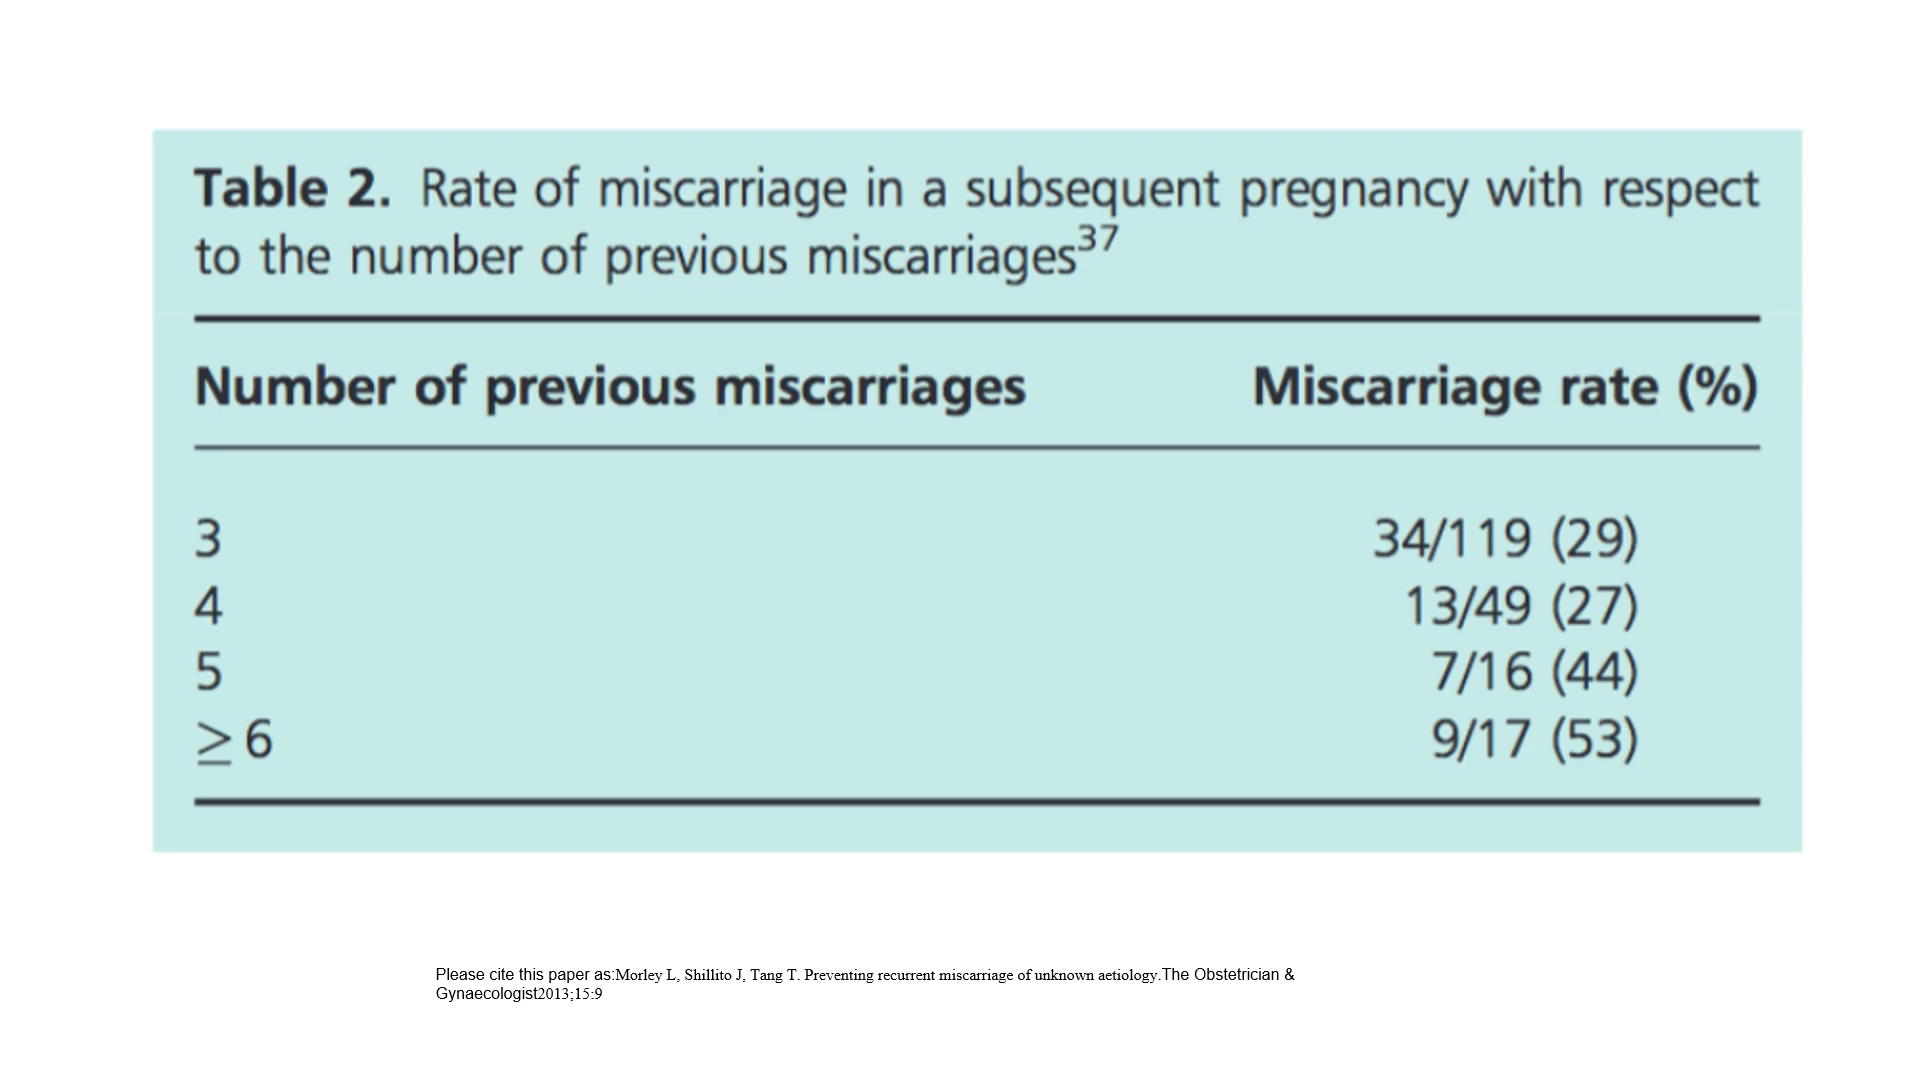 Table 2. Rate of miscarriage in a subsequent pregnancy with respect
to the number of previous miscarriages37
Number of previous miscarriages Miscarriage rate (%)
3 34/119 (29)
4 13/49 (27)
5 7/16 (44)
≥ 6 9/17 (53)
Please cite this paper as:Morley L, Shillito J, Tang T. Preventing recurrent miscarriage of unknown aetiology.The Obstetrician &
Gynaecologist2013;15:9